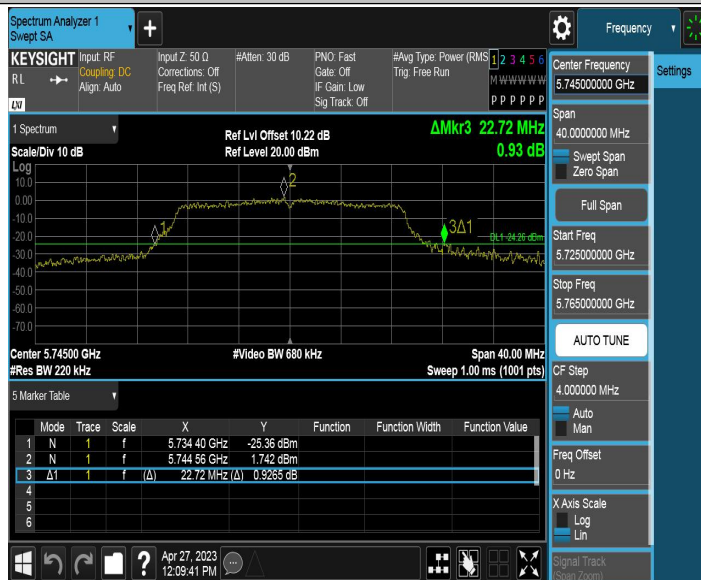 Spectrum Analyzer 1
Swept SA
+
Frequency
Settings
KEYSIGHT
RL
Align: Auto
LXI
Input: RF
Coupling: DC
Input Z: 50 Ω
Corrections: Off
Freq Ref: Int (S)
#Atten: 30 dB
PNO: Fast
Gate: Off
IF Gain: Low
Sig Track: Off
#Avg Type: Power (RMS
Trig: Free Run
1 2 3 4 5 6
M W W W W W
P P P P P P
1 Spectrum
Scale/Div 10 dB
Ref Lvl Offset 10.22 dB
Ref Level 20.00 dBm
ΔMkr3 22.72 MHz
0.93 dB
Log
10.0
0.00
-10.0
-20.0
-30.0
-40.0
-50.0
-60.0
-70.0
1
2
3Δ1
DL1 -24.26 dBm
Center 5.74500 GHz
#Res BW 220 kHz
#Video BW 680 kHz
Span 40.00 MHz
Sweep 1.00 ms (1001 pts)
5 Marker Table
Mode Trace Scale X Y Function Function Width Function Value
1 N 1 f 5.734 40 GHz -25.36 dBm
2 N 1 f 5.744 56 GHz 1.742 dBm
3 Δ1 1 f (Δ) 22.72 MHz (Δ) 0.9265 dB
4
5
6
Apr 27, 2023
12:09:41 PM
?
Center Frequency
5.745000000 GHz
Span
40.0000000 MHz
Swept Span
Zero Span
Full Span
Start Freq
5.725000000 GHz
Stop Freq
5.765000000 GHz
AUTO TUNE
CF Step
4.000000 MHz
Auto
Man
Freq Offset
0 Hz
X Axis Scale
Log
Lin
Signal Track
(Span Zoom)